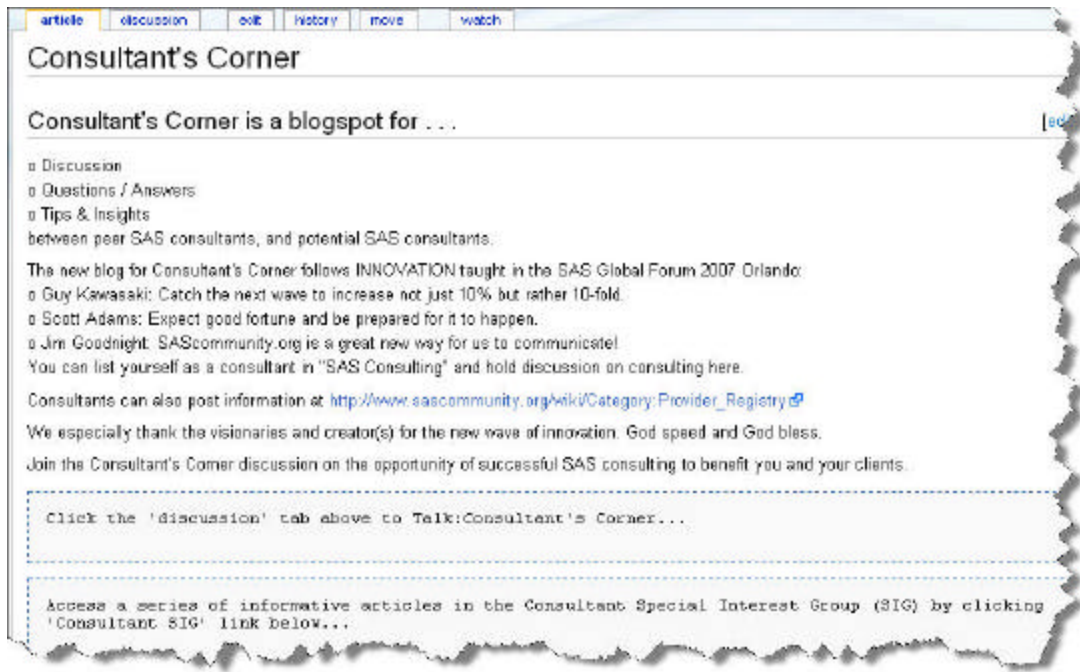 article discussion edit history move watch
Consultant's Corner
Consultant's Corner is a blogspot for . . .
[ed
¤ Discussion
¤ Questions / Answers
¤ Tips & Insights
between peer SAS consultants, and potential SAS consultants.
The new blog for Consultant's Corner follows INNOVATION taught in the SAS Global Forum 2007 Orlando:
¤ Guy Kawasaki: Catch the next wave to increase not just 10% but rather 10-fold.
¤ Scott Adams: Expect good fortune and be prepared for it to happen.
¤ Jim Goodnight: SAScommunity.org is a great new way for us to communicate!
You can list yourself as a consultant in "SAS Consulting" and hold discussion on consulting here.
Consultants can also post information at http://www.sascommunity.org/wiki/Category:Provider_Registry
We especially thank the visionaries and creator(s) for the new wave of innovation. God speed and God bless.
Join the Consultant's Corner discussion on the opportunity of successful SAS consulting to benefit you and your clients.
Click the 'discussion' tab above to Talk:Consultant's Corner...
Access a series of informative articles in the Consultant Special Interest Group (SIG) by clicking
'Consultant SIG' link below...